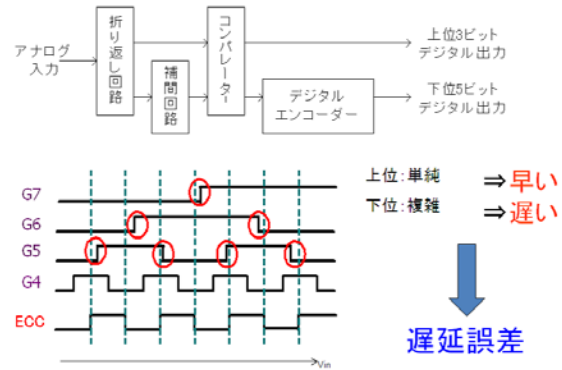 アナログ
入力
折り返し回路
補間回路
コンパレーター
デジタル
エンコーダー
上位3ビット
デジタル出力
下位5ビット
デジタル出力
G7
G6
G5
G4
ECC
Vin
上位:単純 ⇒早い
下位:複雑 ⇒遅い
遅延誤差